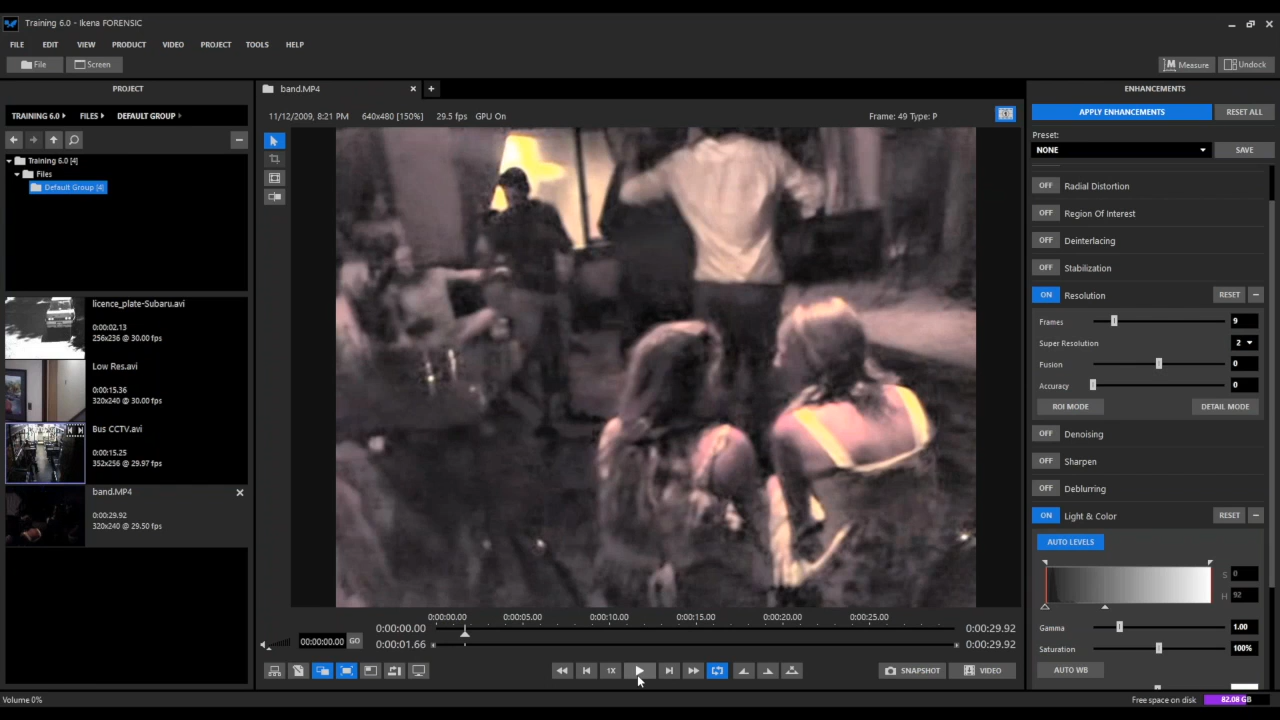 Training 6.0 - Ikena FORENSIC
FILE EDIT VIEW PRODUCT VIDEO PROJECT TOOLS HELP
File Screen Measure Undock
PROJECT
TRAINING 6.0 FILES DEFAULT GROUP
Training 6.0 [4]
Files
Default Group [4]
licence_plate-Subaru.avi
0:00:02.13
256x236 @ 30.00 fps
Low Res.avi
0:00:15.36
320x240 @ 30.00 fps
Bus CCTV.avi
0:00:15.25
352x256 @ 29.97 fps
band.MP4
0:00:29.92
320x240 @ 29.50 fps
band.MP4
11/12/2009, 8:21 PM 640x480 [150%] 29.5 fps GPU On Frame: 49 Type: P
0:00:00.00 0:00:05.00 0:00:10.00 0:00:15.00 0:00:20.00 0:00:25.00
0:00:00.00 0:00:29.92
00:00:00.00 GO
0:00:01.66 0:00:29.92
1X SNAPSHOT VIDEO
ENHANCEMENTS
APPLY ENHANCEMENTS RESET ALL
Preset:
NONE SAVE
OFF Radial Distortion
OFF Region Of Interest
OFF Deinterlacing
OFF Stabilization
ON Resolution RESET
Frames 9
Super Resolution 2
Fusion 0
Accuracy 0
ROI MODE DETAIL MODE
OFF Denoising
OFF Sharpen
OFF Deblurring
ON Light & Color RESET
AUTO LEVELS
S 0
H 92
Gamma 1.00
Saturation 100%
AUTO WB
Volume 0% Free space on disk 82.08 GB